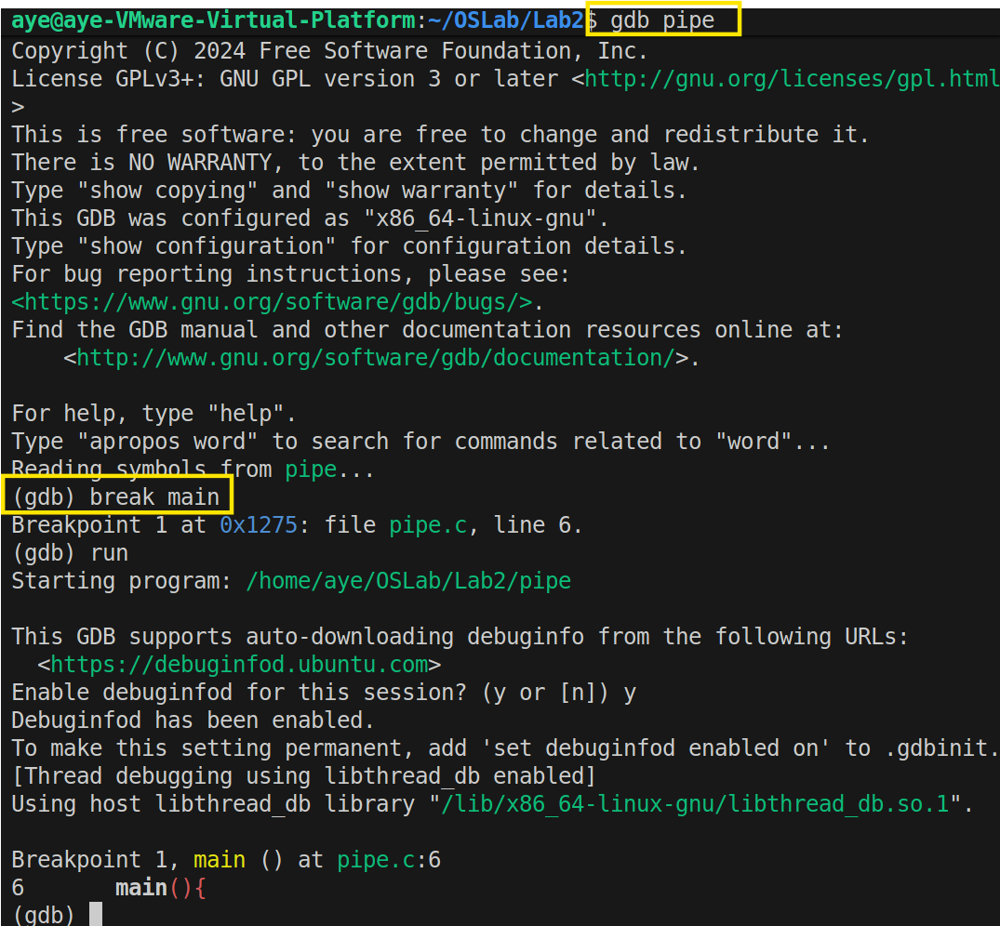 aye@aye-VMware-Virtual-Platform:~/OSLab/Lab2$ gdb pipe
Copyright (C) 2024 Free Software Foundation, Inc.
License GPLv3+: GNU GPL version 3 or later <http://gnu.org/licenses/gpl.html
>
This is free software: you are free to change and redistribute it.
There is NO WARRANTY, to the extent permitted by law.
Type "show copying" and "show warranty" for details.
This GDB was configured as "x86_64-linux-gnu".
Type "show configuration" for configuration details.
For bug reporting instructions, please see:
<https://www.gnu.org/software/gdb/bugs/>.
Find the GDB manual and other documentation resources online at:
    <http://www.gnu.org/software/gdb/documentation/>.

For help, type "help".
Type "apropos word" to search for commands related to "word"...
Reading symbols from pipe...
(gdb) break main
Breakpoint 1 at 0x1275: file pipe.c, line 6.
(gdb) run
Starting program: /home/aye/OSLab/Lab2/pipe

This GDB supports auto-downloading debuginfo from the following URLs:
  <https://debuginfod.ubuntu.com>
Enable debuginfod for this session? (y or [n]) y
Debuginfod has been enabled.
To make this setting permanent, add 'set debuginfod enabled on' to .gdbinit.
[Thread debugging using libthread_db enabled]
Using host libthread_db library "/lib/x86_64-linux-gnu/libthread_db.so.1".

Breakpoint 1, main () at pipe.c:6
6       main(){
(gdb)